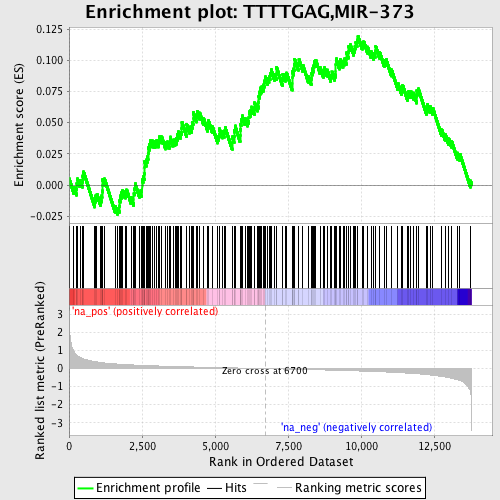 Enrichment plot: TTTTGAG,MIR-373
Enrichment score (ES)
0.125
0.100
0.075
0.050
0.025
0.000
-0.025
'na_pos' (positively correlated)
Ranked list metric (PreRanked)
3
2
1
0
-1
-2
-3
Zero cross at 6700
'na_neg' (negatively correlated)
0
2,500
5,000
7,500
10,000
12,500
Rank in Ordered Dataset
Enrichment profile
Hits
Ranking metric scores